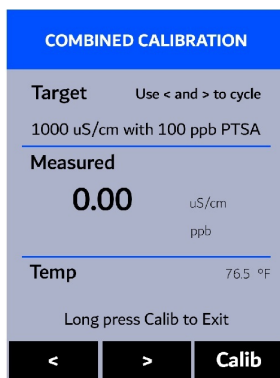 COMBINED CALIBRATION
Target Use < and > to cycle
1000 uS/cm with 100 ppb PTSA
Measured
0.00 uS/cm
ppb
Temp 76.5 ºF
Long press Calib to Exit
< > Calib